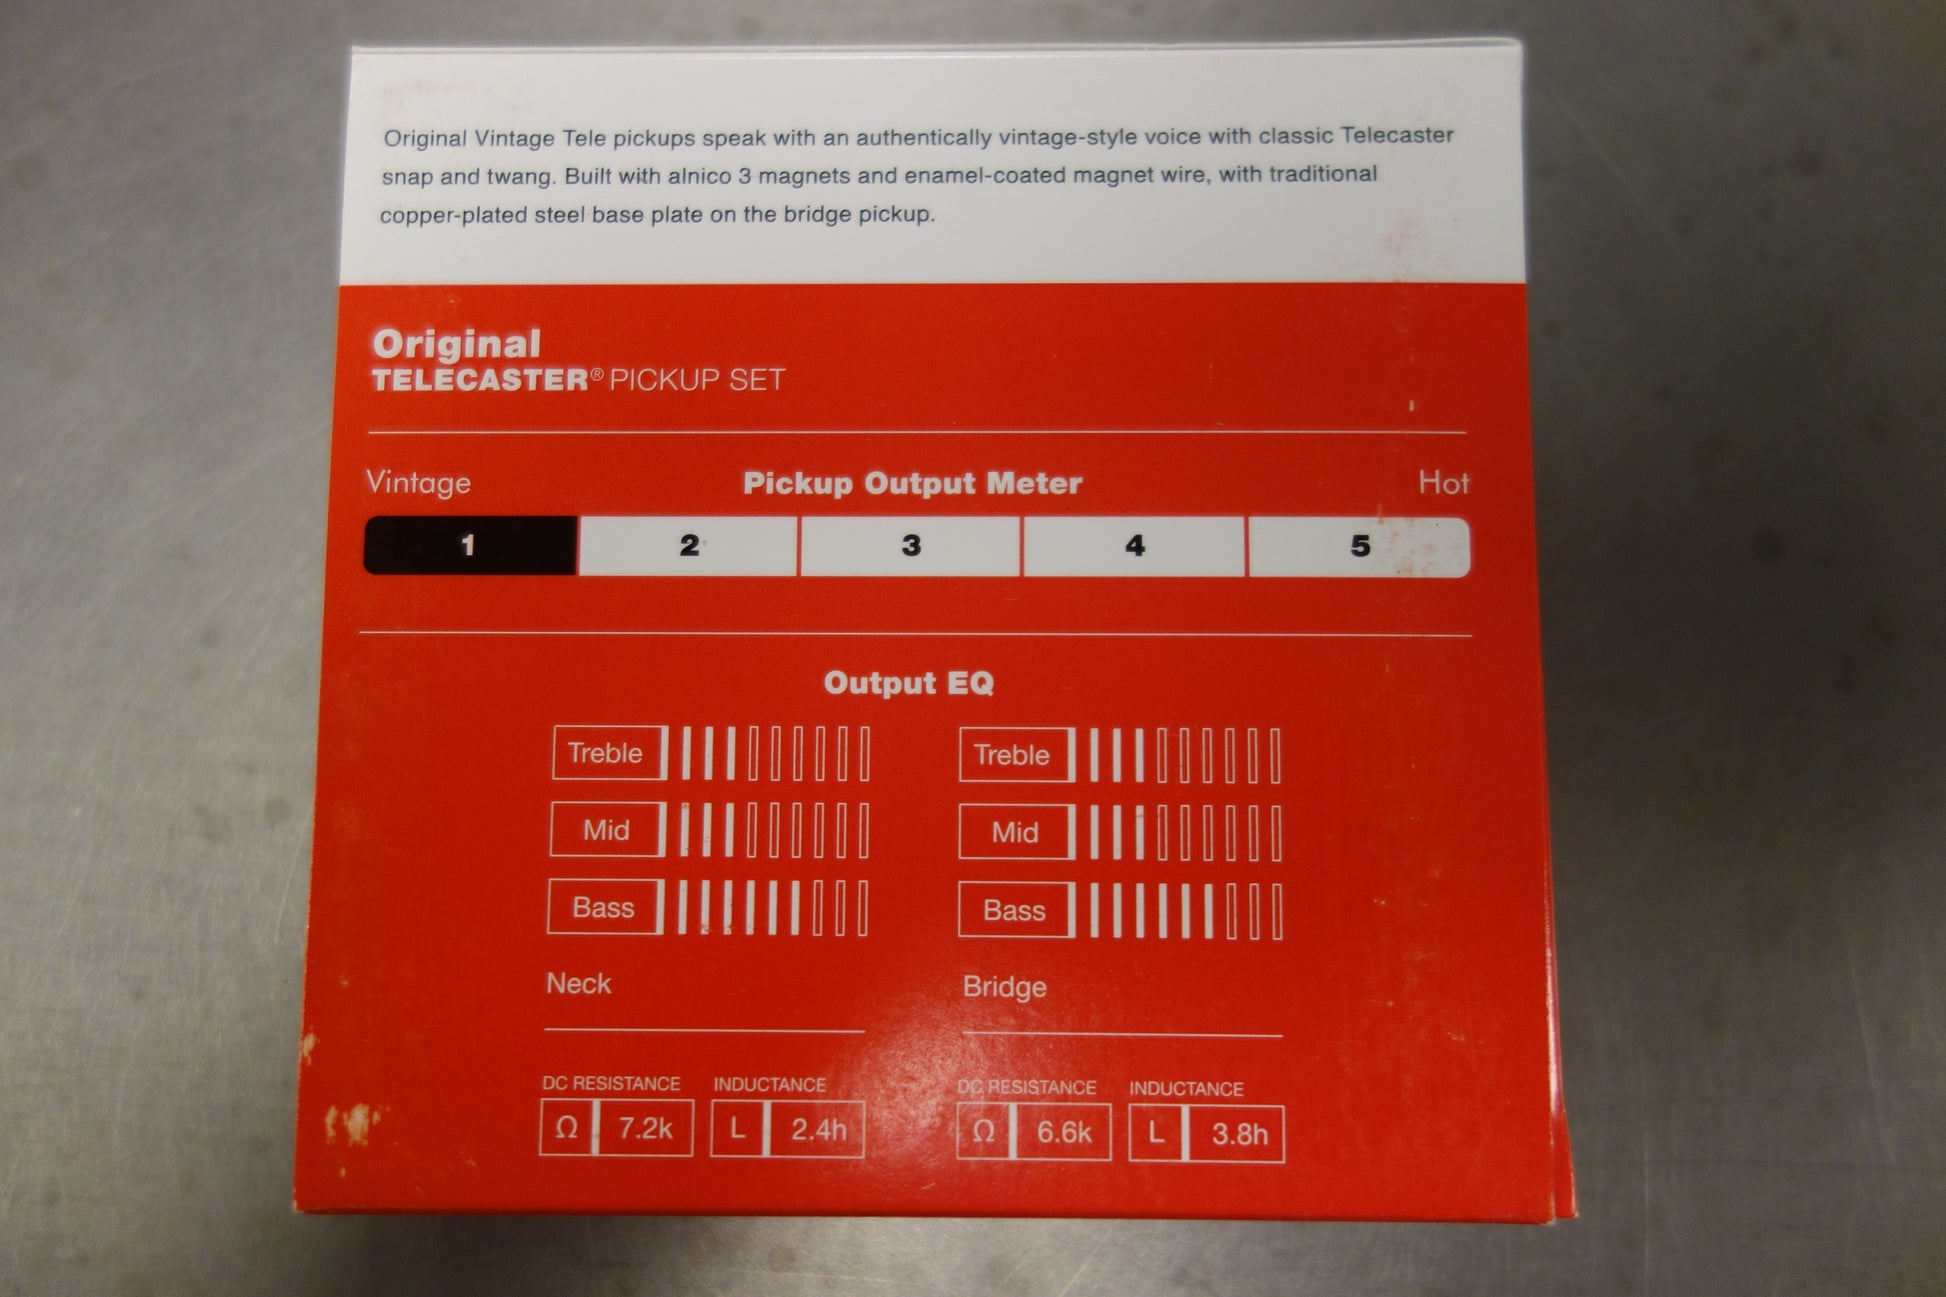 Original Vintage Tele pickups speak with an authentically vintage-style voice with classic Telecaster
snap and twang. Built with alnico 3 magnets and enamel-coated magnet wire, with traditional
copper-plated steel base plate on the bridge pickup.
Original
TELECASTER® PICKUP SET
Vintage Pickup Output Meter Hot
1 2 3 4 5
Output EQ
Treble Treble
Mid Mid
Bass Bass
Neck Bridge
DC RESISTANCE INDUCTANCE DC RESISTANCE INDUCTANCE
Ω 7.2k L 2.4h Ω 6.6k L 3.8h